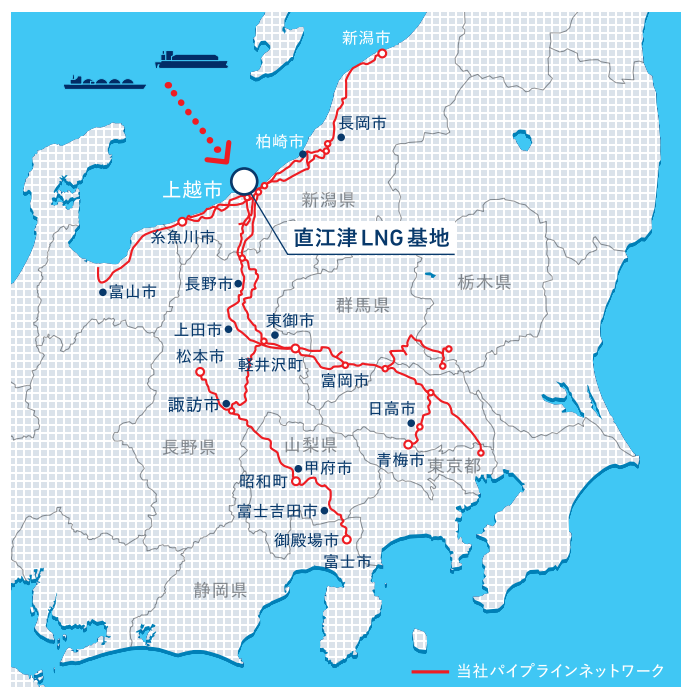 新潟市
長岡市
柏崎市
上越市
新潟県
糸魚川市
直江津LNG基地
長野市
富山市
栃木県
群馬県
上田市
東御市
松本市
軽井沢町
富岡市
諏訪市
日高市
長野県
山梨県
青梅市
東京都
甲府市
昭和町
富士吉田市
御殿場市
富士市
静岡県
当社パイプラインネットワーク